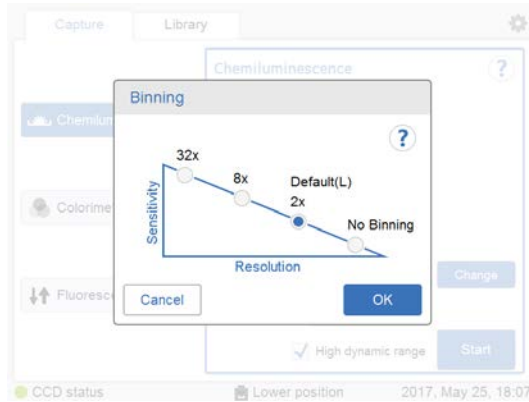 Capture
Library
Chemiluminescence
?
Binning
?
32x
8x
Default(L)
2x
No Binning
Sensitivity
Resolution
Cancel
OK
Chemilum
Colorime
Fluoresc
Change
High dynamic range
Start
CCD status
Lower position
2017, May 25, 18:07